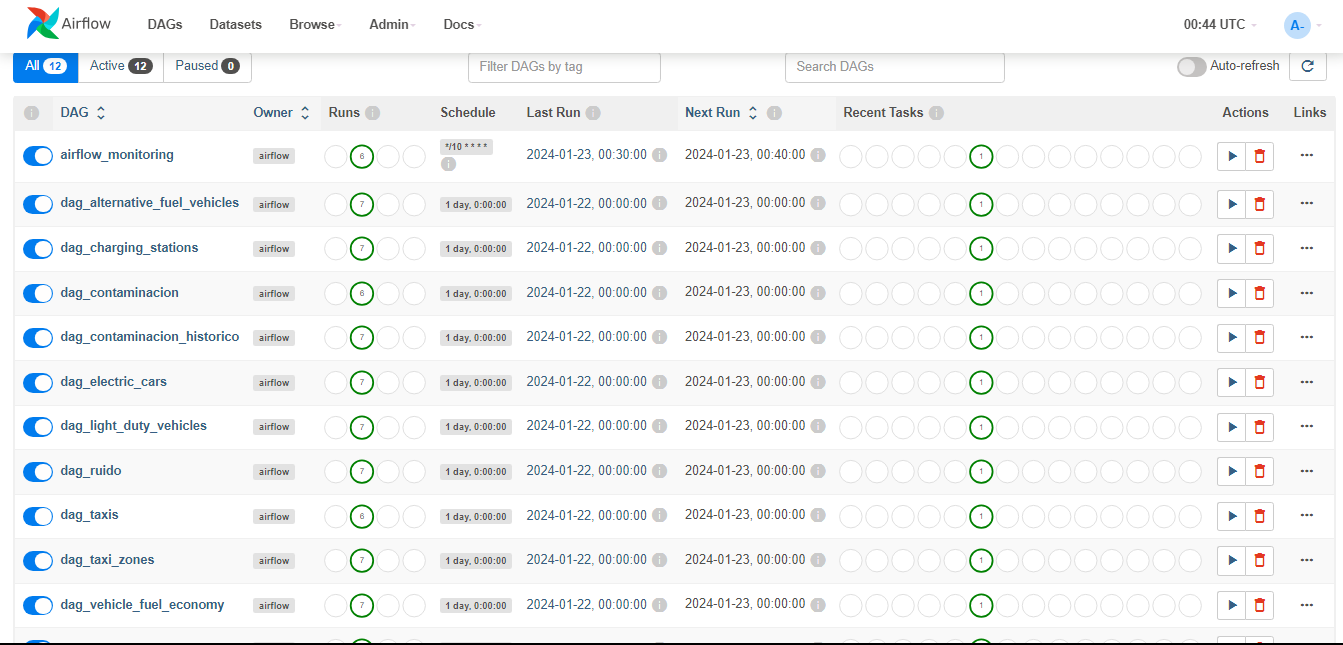 Airflow DAGs Datasets Browse Admin Docs 00:44 UTC A-
All 12 Active 12 Paused 0 Filter DAGs by tag Search DAGs Auto-refresh
DAG Owner Runs Schedule Last Run Next Run Recent Tasks Actions Links
airflow_monitoring airflow 6 */10 * * * * 2024-01-23, 00:30:00 2024-01-23, 00:40:00 1
dag_alternative_fuel_vehicles airflow 7 1 day, 0:00:00 2024-01-22, 00:00:00 2024-01-23, 00:00:00 1
dag_charging_stations airflow 7 1 day, 0:00:00 2024-01-22, 00:00:00 2024-01-23, 00:00:00 1
dag_contaminacion airflow 6 1 day, 0:00:00 2024-01-22, 00:00:00 2024-01-23, 00:00:00 1
dag_contaminacion_historico airflow 7 1 day, 0:00:00 2024-01-22, 00:00:00 2024-01-23, 00:00:00 1
dag_electric_cars airflow 7 1 day, 0:00:00 2024-01-22, 00:00:00 2024-01-23, 00:00:00 1
dag_light_duty_vehicles airflow 7 1 day, 0:00:00 2024-01-22, 00:00:00 2024-01-23, 00:00:00 1
dag_ruido airflow 7 1 day, 0:00:00 2024-01-22, 00:00:00 2024-01-23, 00:00:00 1
dag_taxis airflow 6 1 day, 0:00:00 2024-01-22, 00:00:00 2024-01-23, 00:00:00 1
dag_taxi_zones airflow 7 1 day, 0:00:00 2024-01-22, 00:00:00 2024-01-23, 00:00:00 1
dag_vehicle_fuel_economy airflow 7 1 day, 0:00:00 2024-01-22, 00:00:00 2024-01-23, 00:00:00 1